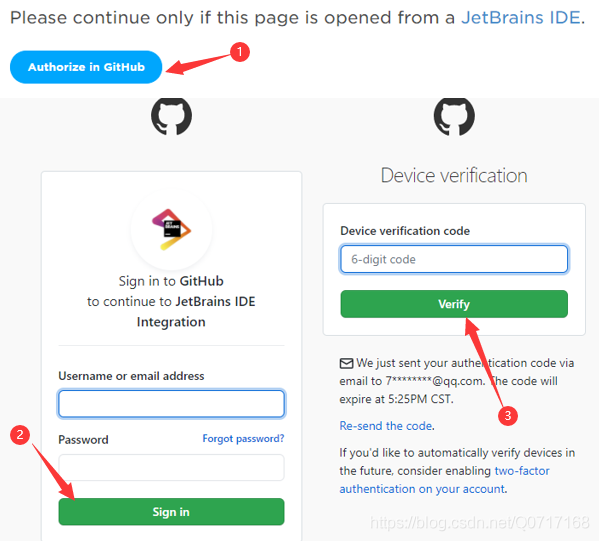 Please continue only if this page is opened from a JetBrains IDE.
Authorize in GitHub
1
JET
BRAINS
Sign in to GitHub
to continue to JetBrains IDE
Integration
Username or email address
2
Password
Forgot password?
Sign in
Device verification
Device verification code
6-digit code
Verify
We just sent your authentication code via
email to 7********@qq.com. The code will
expire at 5:25PM CST.
3
Re-send the code.
If you'd like to automatically verify devices in
the future, consider enabling two-factor
authentication on your account.
https://blog.csdn.net/Q0717168